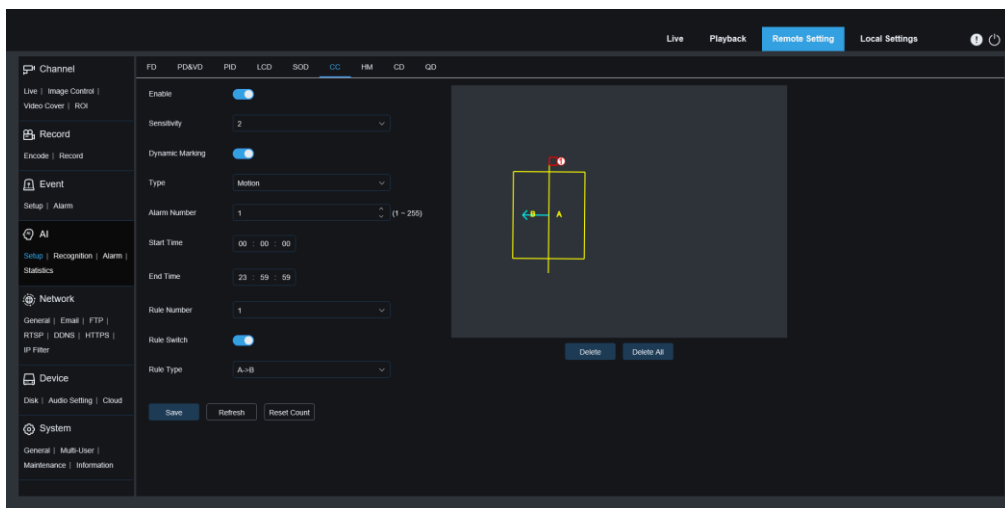 Live Playback Remote Setting Local Settings
Channel
Live | Image Control |
Video Cover | ROI
Record
Encode | Record
Event
Setup | Alarm
AI
Setup | Recognition | Alarm |
Statistics
Network
General | Email | FTP |
RTSP | DDNS | HTTPS |
IP Filter
Device
Disk | Audio Setting | Cloud
System
General | Multi-User |
Maintenance | Information
FD PD&VD PID LCD SOD CC HM CD QD
Enable
Sensitivity 2
Dynamic Marking
Type Motion
Alarm Number 1 (1 ~ 255)
Start Time 00 : 00 : 00
End Time 23 : 59 : 59
Rule Number 1
Rule Switch
Rule Type A->B
Save Refresh Reset Count
1
B A
Delete Delete All